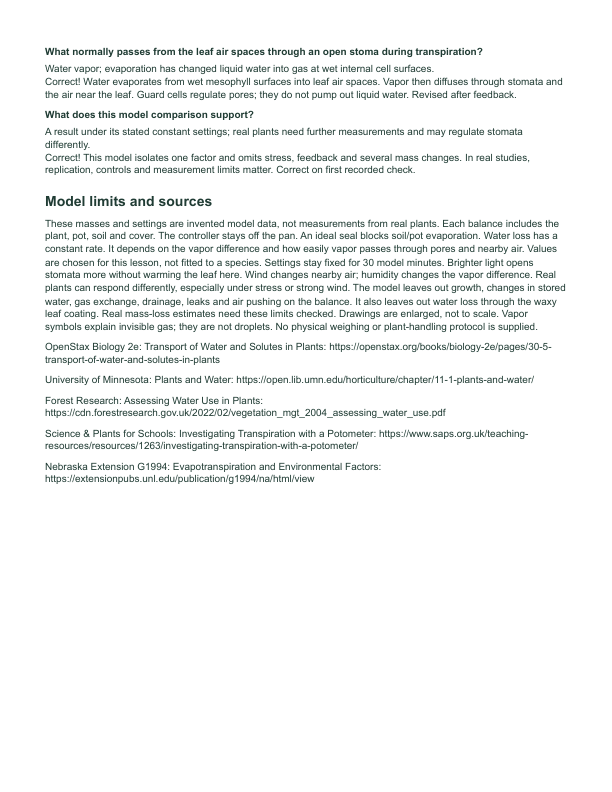 What normally passes from the leaf air spaces through an open stoma during transpiration?
Water vapor; evaporation has changed liquid water into gas at wet internal cell surfaces.
Correct! Water evaporates from wet mesophyll surfaces into leaf air spaces. Vapor then diffuses through stomata and
the air near the leaf. Guard cells regulate pores; they do not pump out liquid water. Revised after feedback.
What does this model comparison support?
A result under its stated constant settings; real plants need further measurements and may regulate stomata
differently.
Correct! This model isolates one factor and omits stress, feedback and several mass changes. In real studies,
replication, controls and measurement limits matter. Correct on first recorded check.
Model limits and sources
These masses and settings are invented model data, not measurements from real plants. Each balance includes the
plant, pot, soil and cover. The controller stays off the pan. An ideal seal blocks soil/pot evaporation. Water loss has a
constant rate. It depends on the vapor difference and how easily vapor passes through pores and nearby air. Values
are chosen for this lesson, not fitted to a species. Settings stay fixed for 30 model minutes. Brighter light opens
stomata more without warming the leaf here. Wind changes nearby air; humidity changes the vapor difference. Real
plants can respond differently, especially under stress or strong wind. The model leaves out growth, changes in stored
water, gas exchange, drainage, leaks and air pushing on the balance. It also leaves out water loss through the waxy
leaf coating. Real mass-loss estimates need these limits checked. Drawings are enlarged, not to scale. Vapor
symbols explain invisible gas; they are not droplets. No physical weighing or plant-handling protocol is supplied.
OpenStax Biology 2e: Transport of Water and Solutes in Plants: https://openstax.org/books/biology-2e/pages/30-5-
transport-of-water-and-solutes-in-plants
University of Minnesota: Plants and Water: https://open.lib.umn.edu/horticulture/chapter/11-1-plants-and-water/
Forest Research: Assessing Water Use in Plants:
https://cdn.forestresearch.gov.uk/2022/02/vegetation_mgt_2004_assessing_water_use.pdf
Science & Plants for Schools: Investigating Transpiration with a Potometer: https://www.saps.org.uk/teaching-
resources/resources/1263/investigating-transpiration-with-a-potometer/
Nebraska Extension G1994: Evapotranspiration and Environmental Factors:
https://extensionpubs.unl.edu/publication/g1994/na/html/view